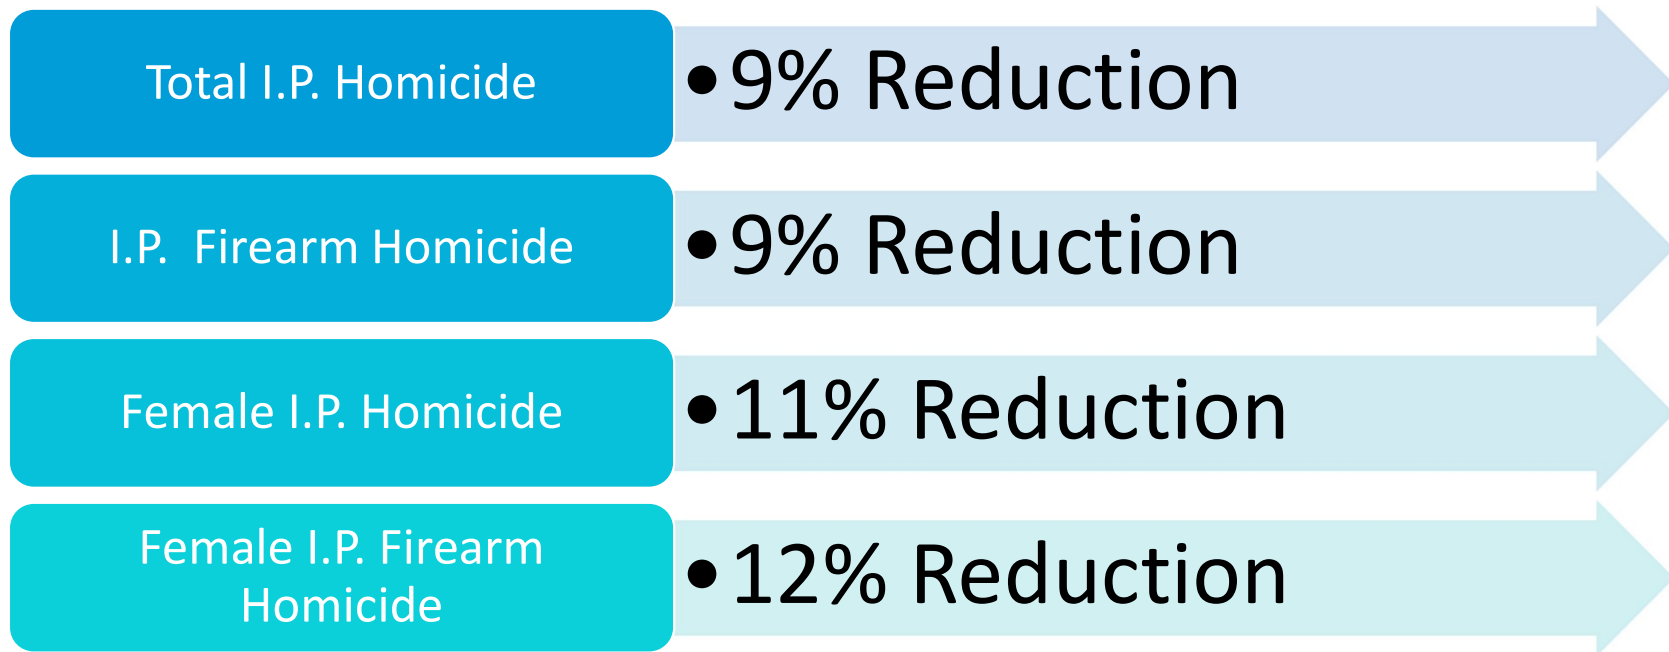 Total I.P. Homicide
•9% Reduction
I.P.  Firearm Homicide
•9% Reduction
Female I.P. Homicide
•11% Reduction
Female I.P. Firearm
Homicide
•12% Reduction